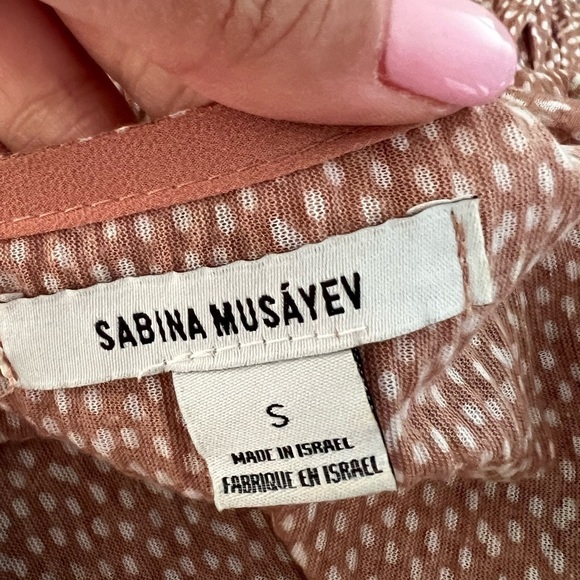 SABINA MUSÁYEV
S
MADE IN ISRAEL
FABRIQUE EN ISRAEL